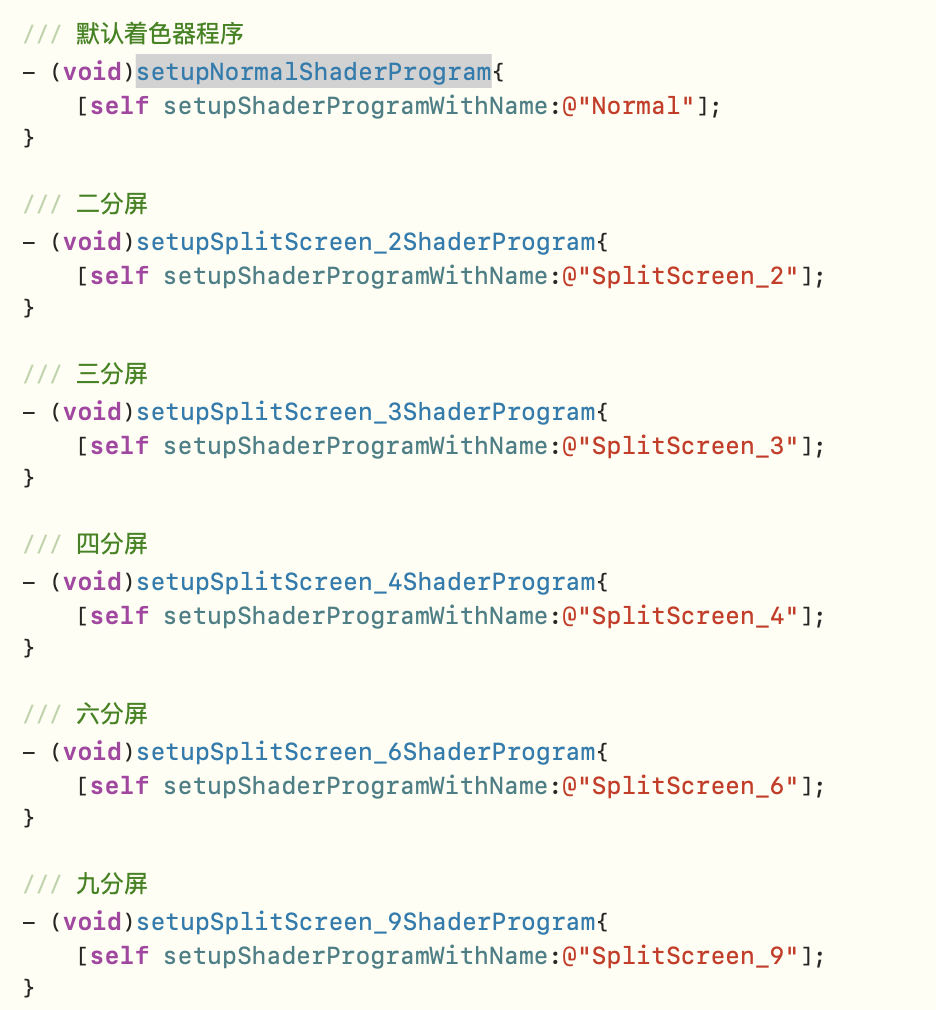 /// 默认着色器程序
- (void)setupNormalShaderProgram{
    [self setupShaderProgramWithName:@"Normal"];
}

/// 二分屏
- (void)setupSplitScreen_2ShaderProgram{
    [self setupShaderProgramWithName:@"SplitScreen_2"];
}

/// 三分屏
- (void)setupSplitScreen_3ShaderProgram{
    [self setupShaderProgramWithName:@"SplitScreen_3"];
}

/// 四分屏
- (void)setupSplitScreen_4ShaderProgram{
    [self setupShaderProgramWithName:@"SplitScreen_4"];
}

/// 六分屏
- (void)setupSplitScreen_6ShaderProgram{
    [self setupShaderProgramWithName:@"SplitScreen_6"];
}

/// 九分屏
- (void)setupSplitScreen_9ShaderProgram{
    [self setupShaderProgramWithName:@"SplitScreen_9"];
}